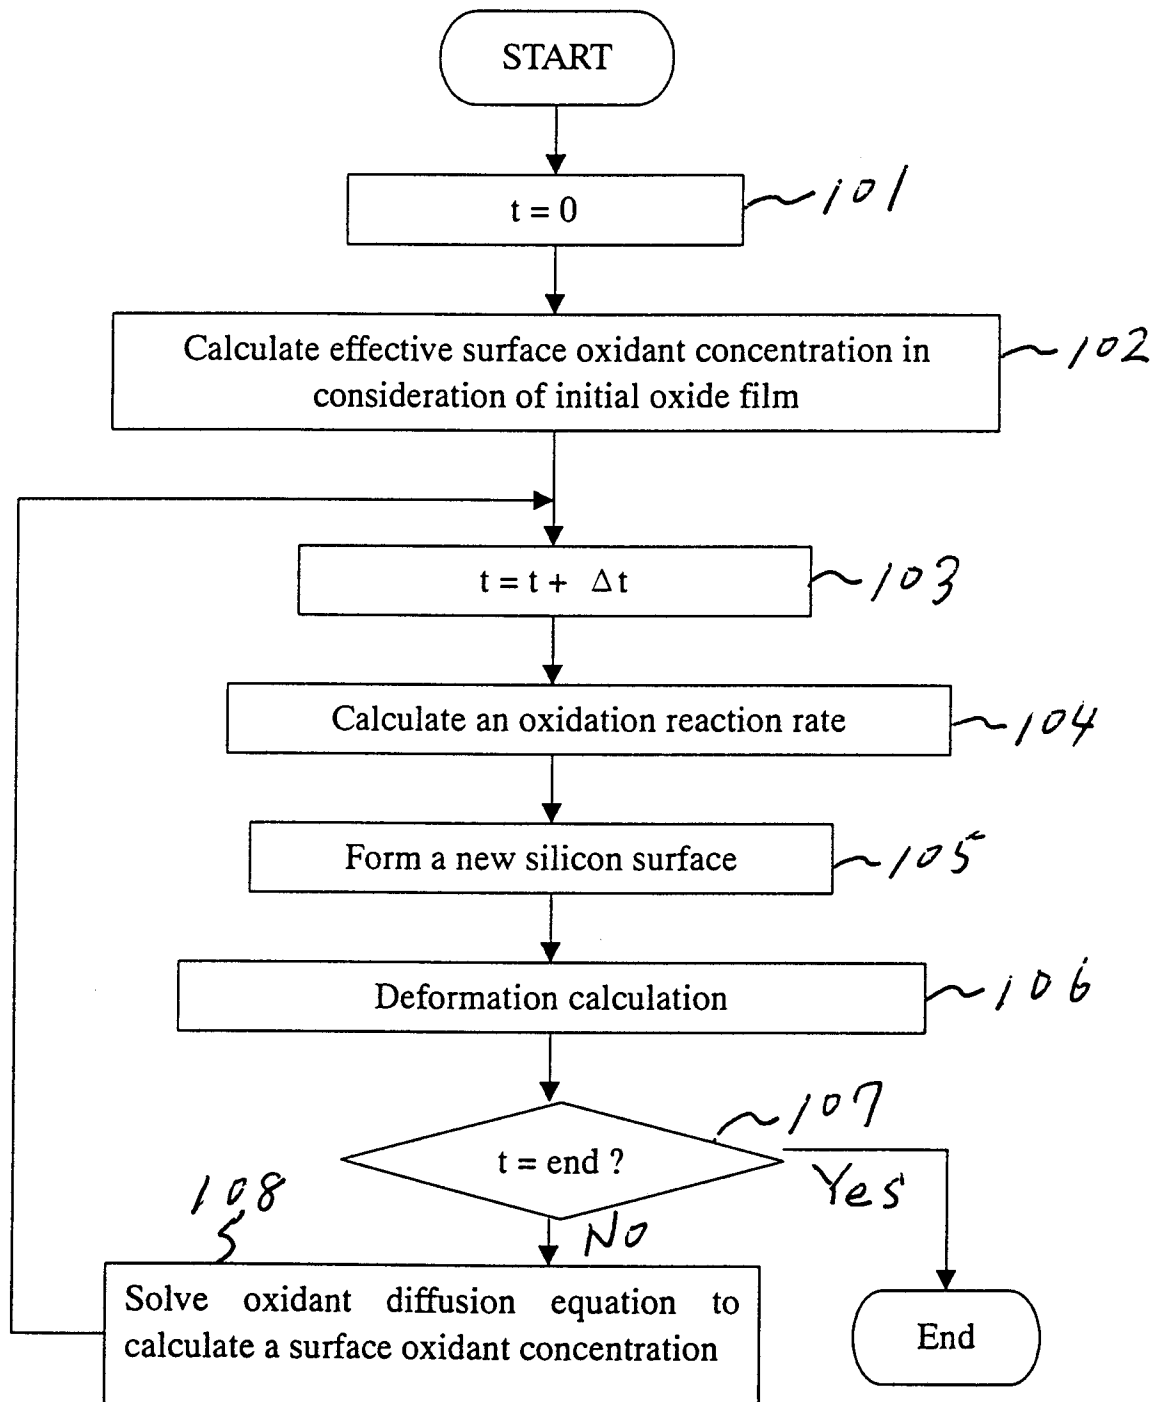 START
t = 0
101
Calculate effective surface oxidant concentration in
consideration of initial oxide film
102
t = t + Δt
103
Calculate an oxidation reaction rate
104
Form a new silicon surface
105
Deformation calculation
106
t = end ?
107
Yes
No
108
Solve oxidant diffusion equation to
calculate a surface oxidant concentration
End